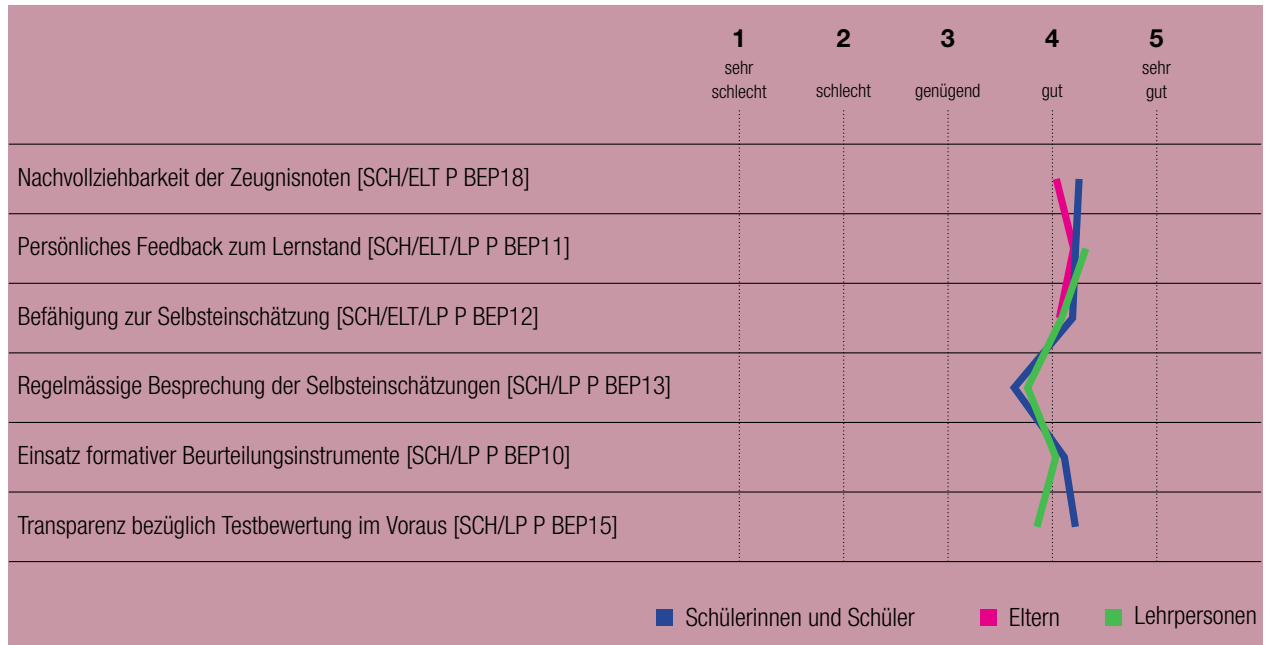 1 2 3 4 5
sehr schlecht schlecht genügend gut sehr gut
Nachvollziehbarkeit der Zeugnisnoten [SCH/ELT P BEP18]
Persönliches Feedback zum Lernstand [SCH/ELT/LP P BEP11]
Befähigung zur Selbsteinschätzung [SCH/ELT/LP P BEP12]
Regelmässige Besprechung der Selbsteinschätzungen [SCH/LP P BEP13]
Einsatz formativer Beurteilungsinstrumente [SCH/LP P BEP10]
Transparenz bezüglich Testbewertung im Voraus [SCH/LP P BEP15]
Schülerinnen und Schüler Eltern Lehrpersonen